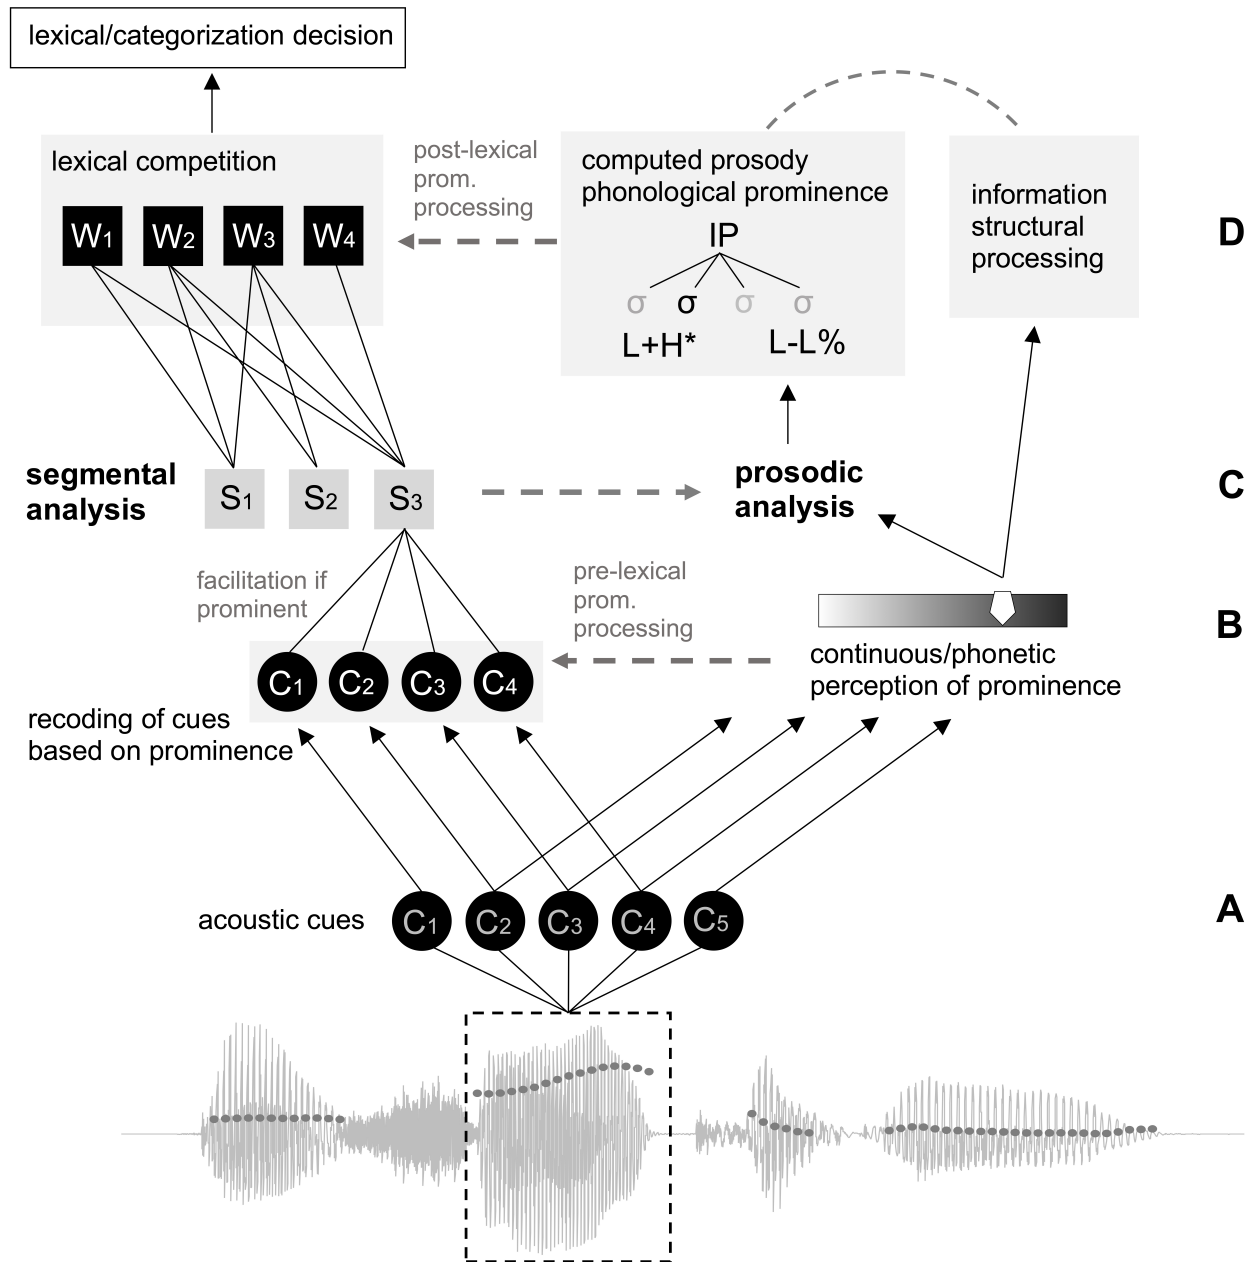 lexical/categorization decision
lexical competition
W1 W2 W3 W4
post-lexical
prom.
processing
computed prosody
phonological prominence
IP
σ σ σ σ
L+H* L-L%
information
structural
processing
D
segmental
analysis
S1 S2 S3
prosodic
analysis
C
facilitation if
prominent
pre-lexical
prom.
processing
B
C1 C2 C3 C4
continuous/phonetic
perception of prominence
recoding of cues
based on prominence
acoustic cues
C1 C2 C3 C4 C5
A